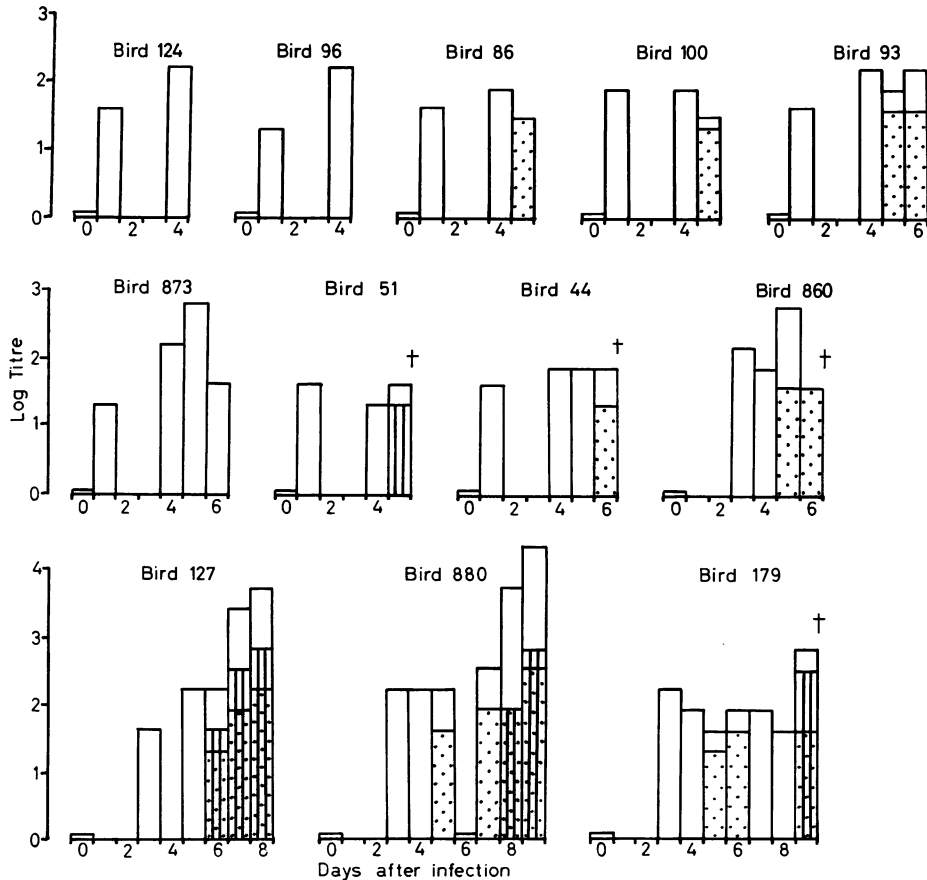 3
2
1
0
Bird 124
Bird 96
Bird 86
Bird 100
Bird 93
0 2 4
0 2 4
0 2 4
0 2 4
0 2 4 6
Log Titre
3
2
1
0
Bird 873
Bird 51
Bird 44
Bird 860
†
†
†
0 2 4 6
0 2 4
0 2 4 6
0 2 4 6
4
3
2
1
0
Bird 127
Bird 880
Bird 179
†
0 2 4 6 8
0 2 4 6 8
0 2 4 6 8
Days after infection